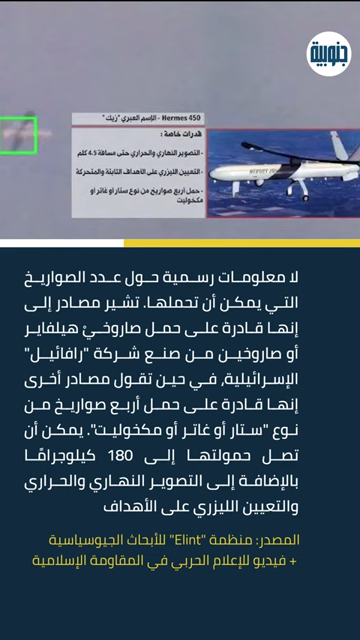 جنوبية
Hermes 450 - الإسم العبري "زيك"
قدرات خاصة :
- التصوير النهاري والحراري حتى مسافة 4.5 كلم
- التعيين الليزري على الأهداف الثابتة والمتحركة
- حمل أربع صواريخ من نوع ستار أو غاتر أو
مكخوليت
لا معلومات رسمية حول عدد الصواريخ
التي يمكن أن تحملها. تشير مصادر إلى
إنها قادرة على حمل صاروخيْ هيلفاير
أو صاروخين من صنع شركة "رافائيل"
الإسرائيلية، في حين تقول مصادر أخرى
إنها قادرة على حمل أربع صواريخ من
نوع "ستار أو غاتر أو مكخوليت". يمكن أن
تصل حمولتها إلى 180 كيلوجرامًا
بالإضافة إلى التصوير النهاري والحراري
والتعيين الليزري على الأهداف
المصدر: منظمة "Elint" للأبحاث الجيوسياسية
+ فيديو للإعلام الحربي في المقاومة الإسلامية